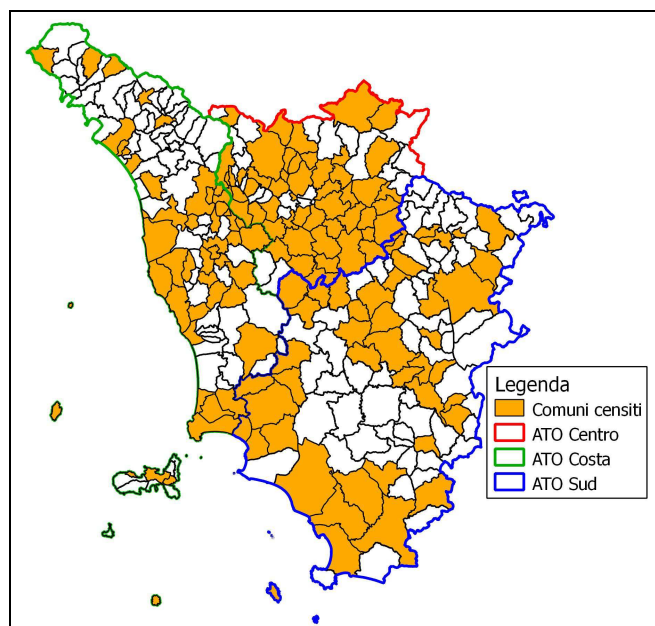 Legenda
Comuni censiti
ATO Centro
ATO Costa
ATO Sud